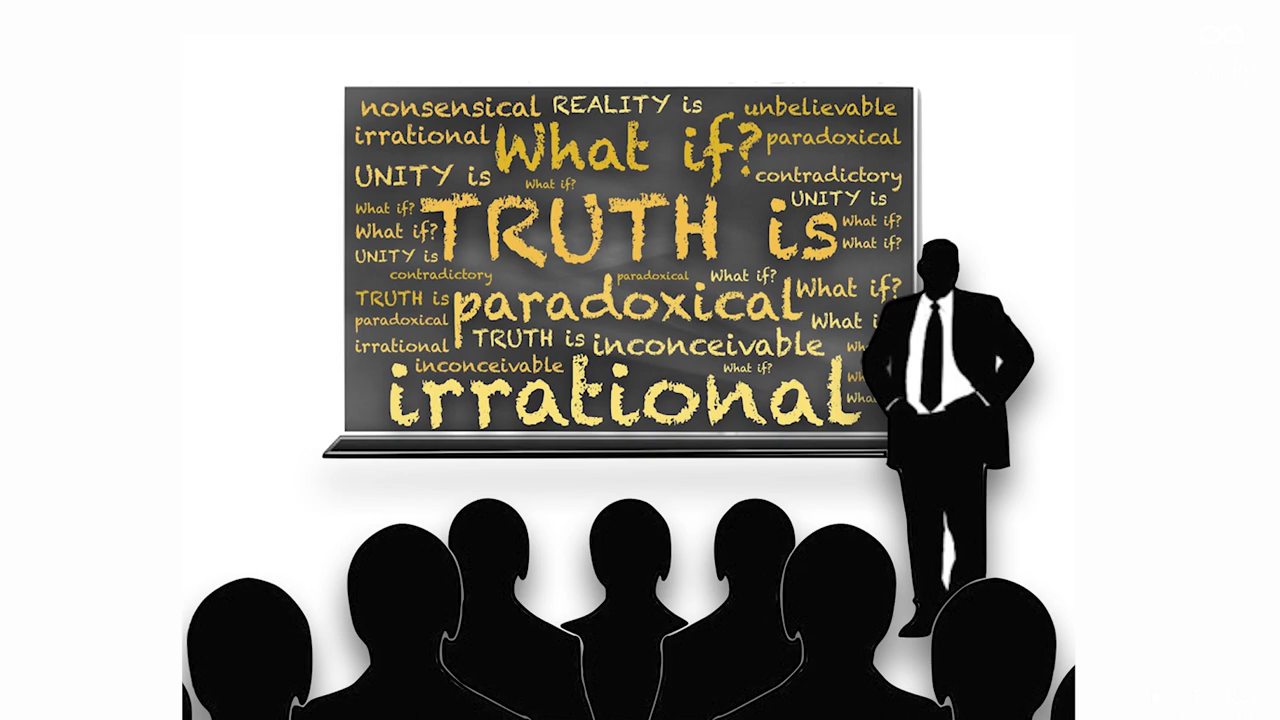 nonsensical REALITY is unbelievable
irrational What if? paradoxical
UNITY is What if? contradictory
UNITY is
What if? TRUTH is What if?
What if? What if?
UNITY is
contradictory paradoxical What if?
TRUTH is paradoxical What if?
paradoxical What i
TRUTH is inconceivable
irrational
inconceivable What if?
irrational